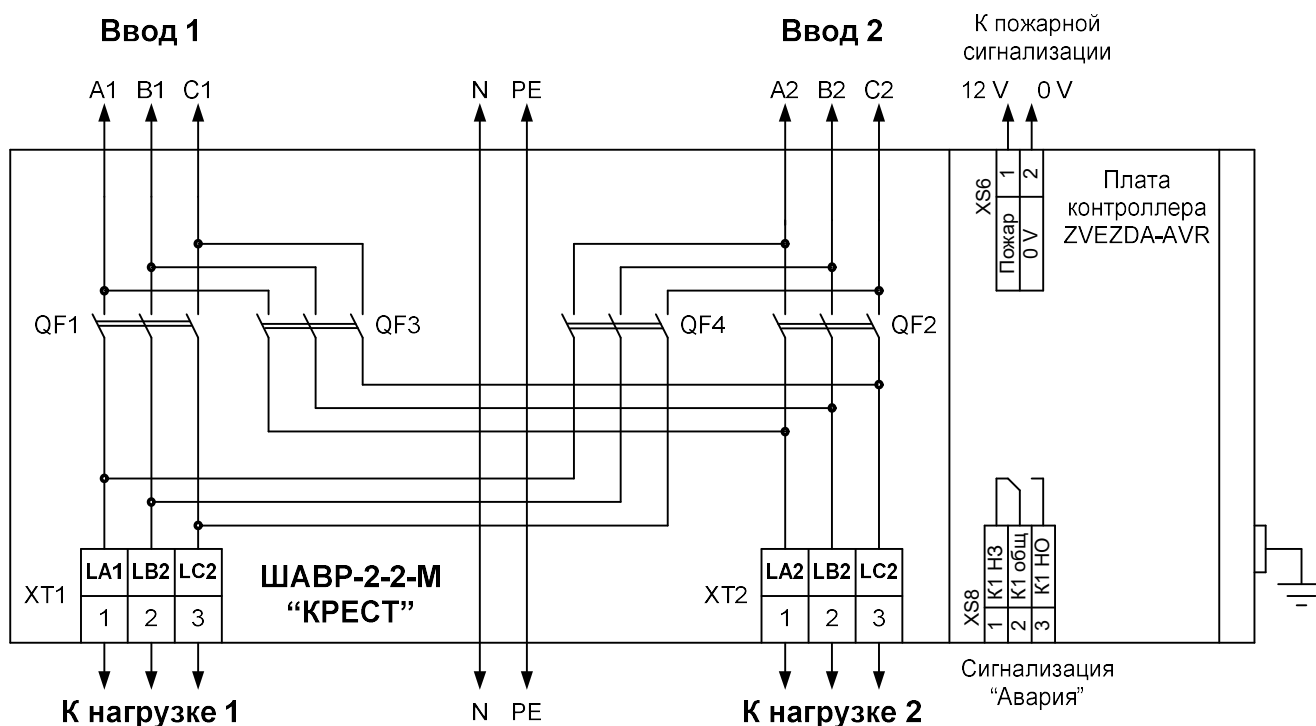 Ввод 1
Ввод 2
К пожарной
сигнализации
A1 B1 C1
N PE
A2 B2 C2
12 V 0 V
XS6
1
2
Пожар
0 V
Плата
контроллера
ZVEZDA-AVR
QF1
QF3
QF4
QF2
XT1
LA1 LB2 LC2
1 2 3
ШАВР-2-2-М
“КРЕСТ”
XT2
LA2 LB2 LC2
1 2 3
XS8
1 К1 НЗ
2 К1 общ
3 К1 НО
К нагрузке 1
N PE
К нагрузке 2
Сигнализация
“Авария”